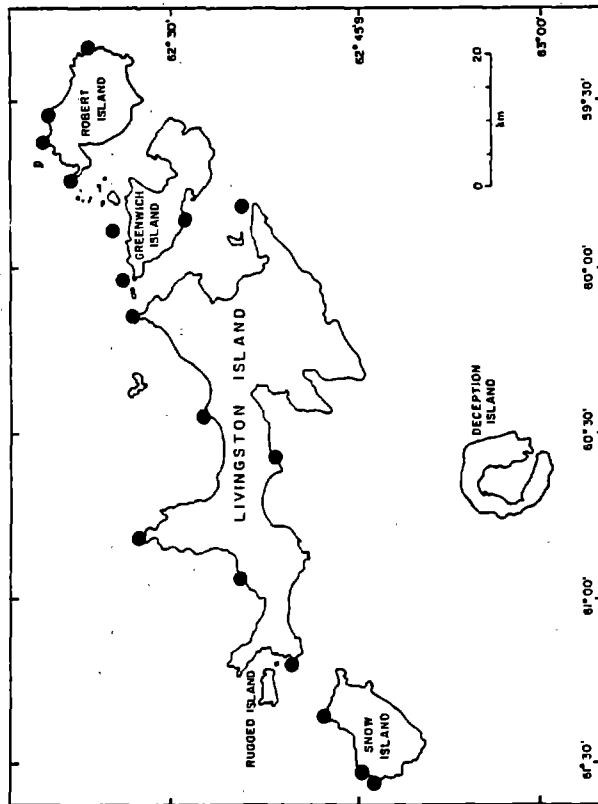 62°30'
62°45'S
63°00'
ROBERT
ISLAND
GREENWICH
ISLAND
LIVINGSTON ISLAND
RUGGED ISLAND
SNOW
ISLAND
DECEPTION
ISLAND
0
20
km
59°30'
60°00'
60°30'
61°00'
61°30'